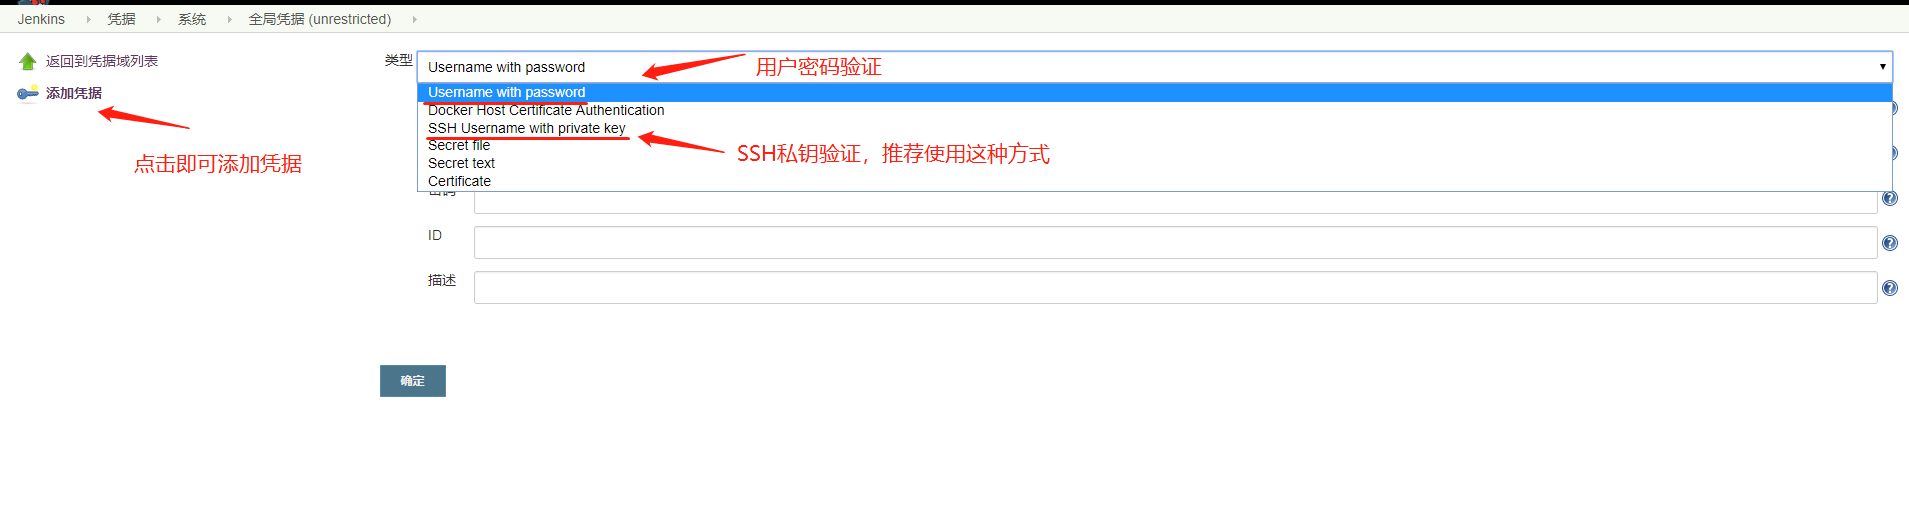 Jenkins 凭据 系统 全局凭据 (unrestricted)
返回到凭据域列表
添加凭据
点击即可添加凭据
类型
Username with password
用户密码验证
Username with password
Docker Host Certificate Authentication
SSH Username with private key
SSH私钥验证，推荐使用这种方式
Secret file
Secret text
Certificate
密码
ID
描述
确定